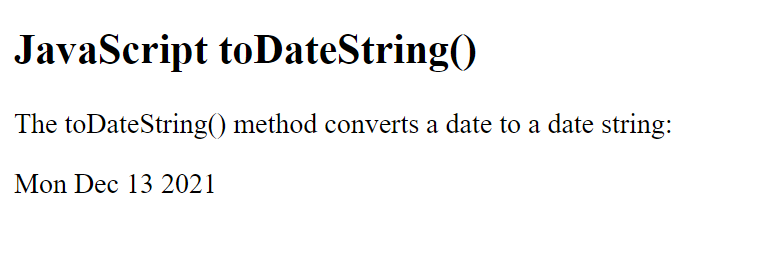 JavaScript toDateString()
The toDateString() method converts a date to a date string:
Mon Dec 13 2021